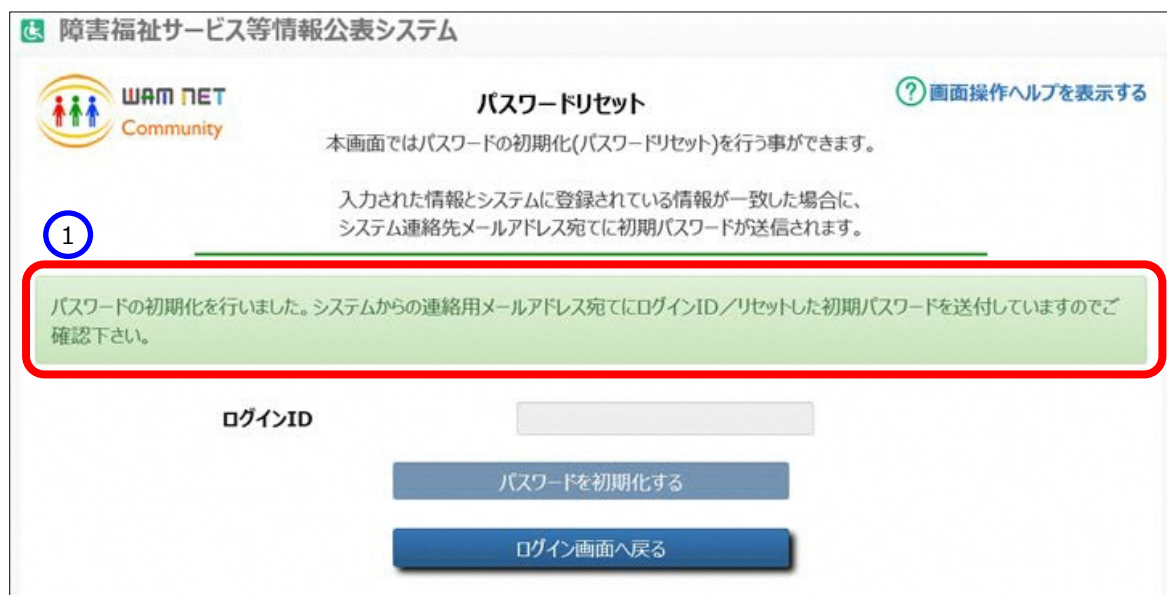 障害福祉サービス等情報公表システム
WAM NET
Community
パスワードリセット
?画面操作ヘルプを表示する
本画面ではパスワードの初期化(パスワードリセット)を行う事ができます。
入力された情報とシステムに登録されている情報が一致した場合に、
システム連絡先メールアドレス宛てに初期パスワードが送信されます。
1
パスワードの初期化を行いました。システムからの連絡用メールアドレス宛てにログインID／リセットした初期パスワードを送付していますのでご
確認下さい。
ログインID
パスワードを初期化する
ログイン画面へ戻る